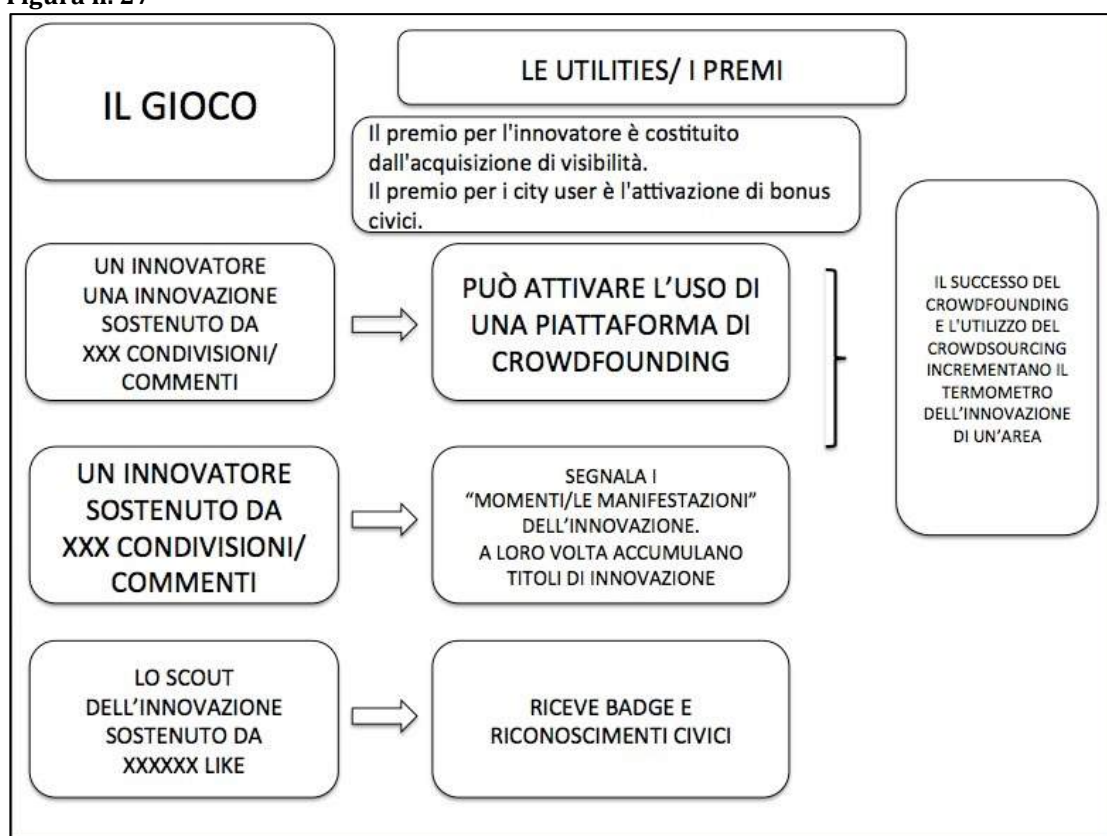 Figura n. 27
IL GIOCO
LE UTILITIES/ I PREMI
Il premio per l'innovatore è costituito
dall'acquisizione di visibilità.
Il premio per i city user è l'attivazione di bonus
civici.
UN INNOVATORE
UNA INNOVAZIONE
SOSTENUTO DA
XXX CONDIVISIONI/
COMMENTI
PUÒ ATTIVARE L’USO DI
UNA PIATTAFORMA DI
CROWDFOUNDING
IL SUCCESSO DEL
CROWDFOUNDING
E L'UTILIZZO DEL
CROWDSOURCING
INCREMENTANO IL
TERMOMETRO
DELL’INNOVAZIONE
DI UN’AREA
UN INNOVATORE
SOSTENUTO DA
XXX CONDIVISIONI/
COMMENTI
SEGNALA I
“MOMENTI/LE MANIFESTAZIONI”
DELL’INNOVAZIONE.
A LORO VOLTA ACCUMULANO
TITOLI DI INNOVAZIONE
LO SCOUT
DELL’INNOVAZIONE
SOSTENUTO DA
XXXXXX LIKE
RICEVE BADGE E
RICONOSCIMENTI CIVICI